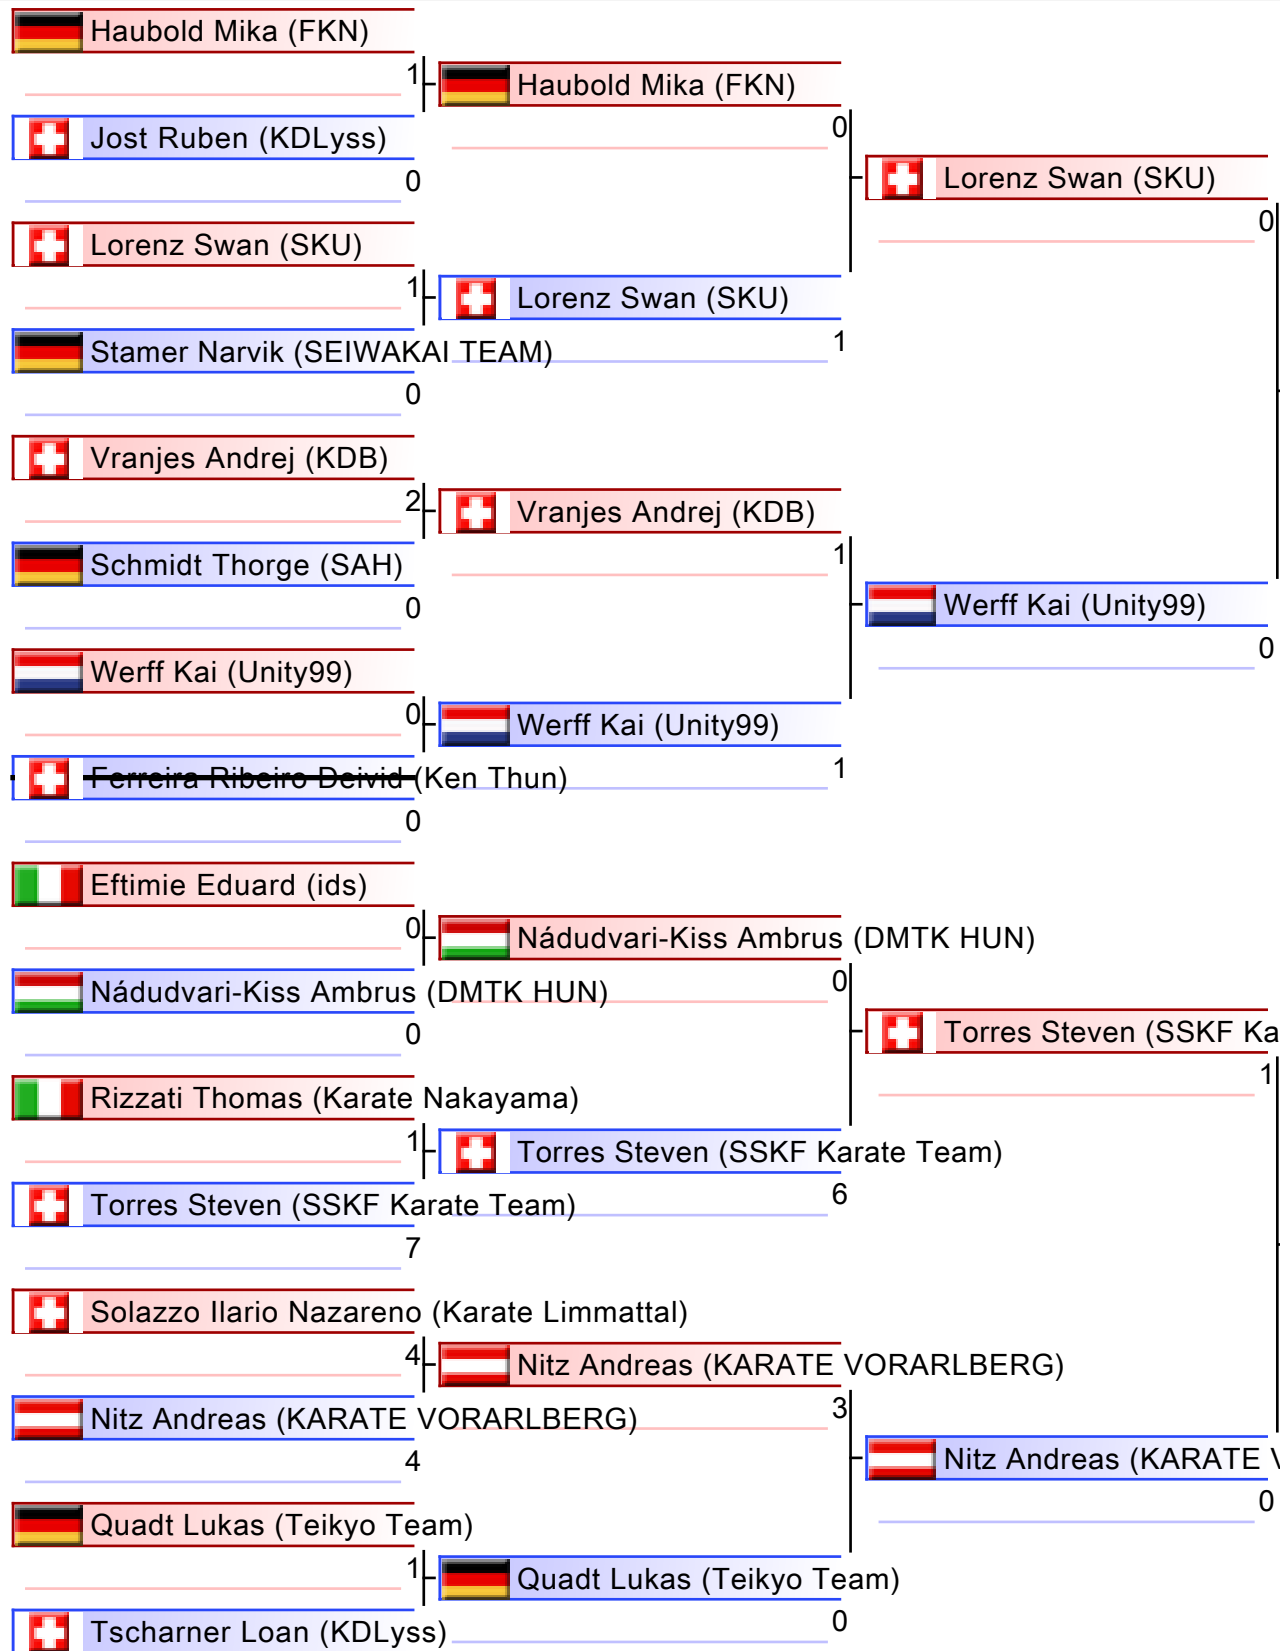 Haubold Mika (FKN)
1
Jost Ruben (KDLyss)
0
Lorenz Swan (SKU)
1
Stamer Narvik (SEIWAKAI TEAM)
0
Vranjes Andrej (KDB)
2
Schmidt Thorge (SAH)
0
Werff Kai (Unity99)
0
Ferreira Ribeiro Deivid (Ken Thun)
0
Eftimie Eduard (ids)
0
Nádudvari-Kiss Ambrus (DMTK HUN)
0
Rizzati Thomas (Karate Nakayama)
1
Torres Steven (SSKF Karate Team)
7
Solazzo Ilario Nazareno (Karate Limmattal)
4
Nitz Andreas (KARATE VORARLBERG)
4
Quadt Lukas (Teikyo Team)
1
Tscharner Loan (KDLyss)
Haubold Mika (FKN)
0
Lorenz Swan (SKU)
1
Vranjes Andrej (KDB)
1
Werff Kai (Unity99)
1
Nádudvari-Kiss Ambrus (DMTK HUN)
0
Torres Steven (SSKF Karate Team)
6
Nitz Andreas (KARATE VORARLBERG)
3
Quadt Lukas (Teikyo Team)
0
Lorenz Swan (SKU)
0
Werff Kai (Unity99)
0
Torres Steven (SSKF Ka
1
Nitz Andreas (KARATE V
0